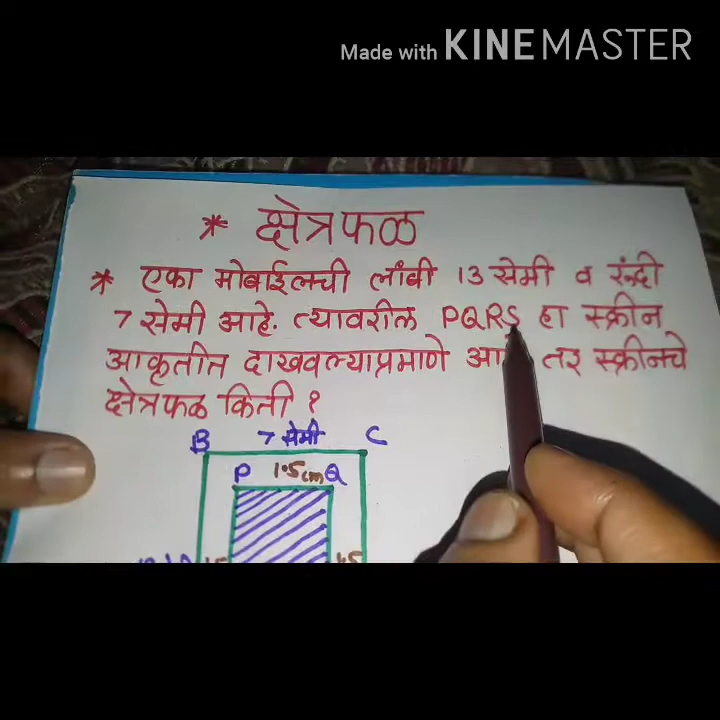 Made with KINEMASTER
* क्षेत्रफळ
* एका मोबाईलची लांबी 13 सेमी व रुंदी
7 सेमी आहे. त्यावरील PQRS हा स्क्रीन
आकृतीत दाखवल्याप्रमाणे तर स्क्रीनचे
क्षेत्रफळ किती ?
B 7 सेमी C
P 1.5cm Q